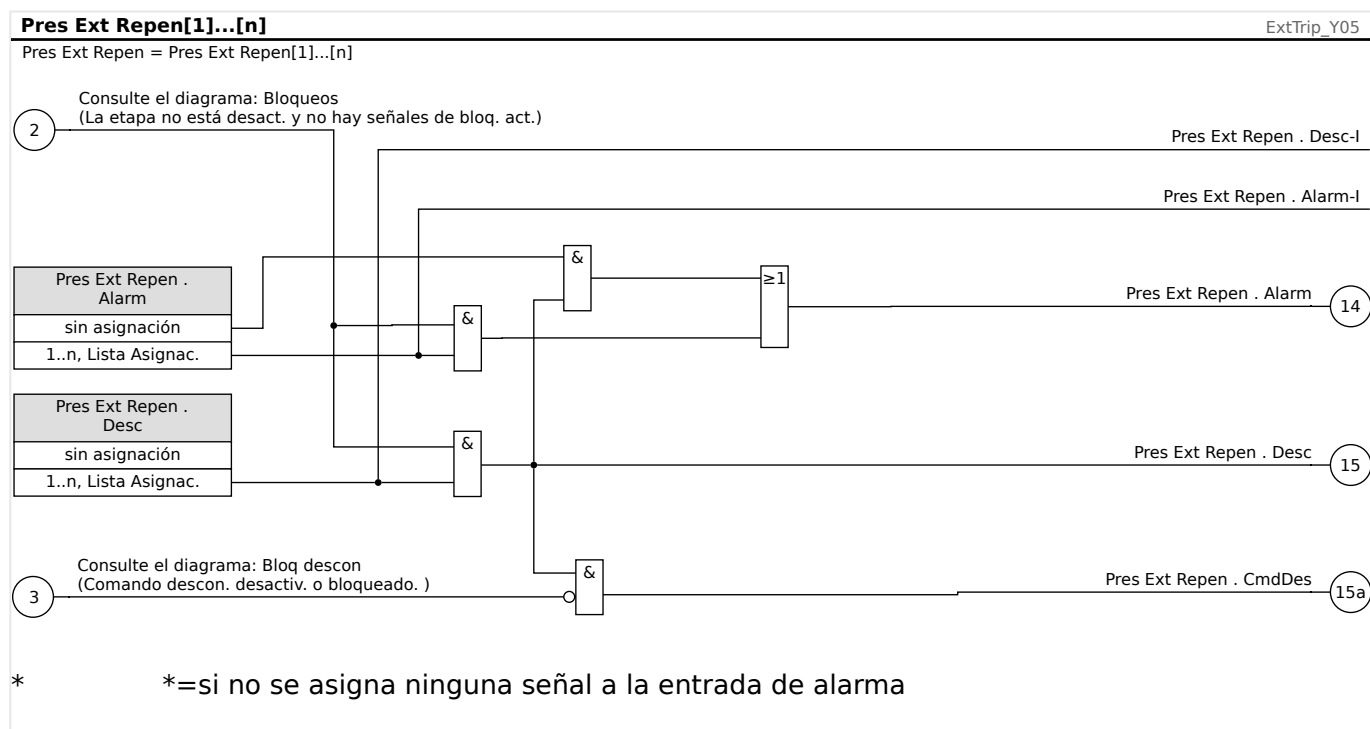 Pres Ext Repen[1]...[n]
ExtTrip_Y05
Pres Ext Repen = Pres Ext Repen[1]...[n]
Consulte el diagrama: Bloqueos
(La etapa no está desact. y no hay señales de bloq. act.)
2
Pres Ext Repen . Desc-I
Pres Ext Repen . Alarm-I
&
Pres Ext Repen .
Alarm
sin asignación
1..n, Lista Asignac.
&
≥1
Pres Ext Repen . Alarm
14
Pres Ext Repen .
Desc
sin asignación
1..n, Lista Asignac.
&
Pres Ext Repen . Desc
15
Consulte el diagrama: Bloq descon
(Comando descon. desactiv. o bloqueado. )
3
&
Pres Ext Repen . CmdDes
15a
*
*=si no se asigna ninguna señal a la entrada de alarma